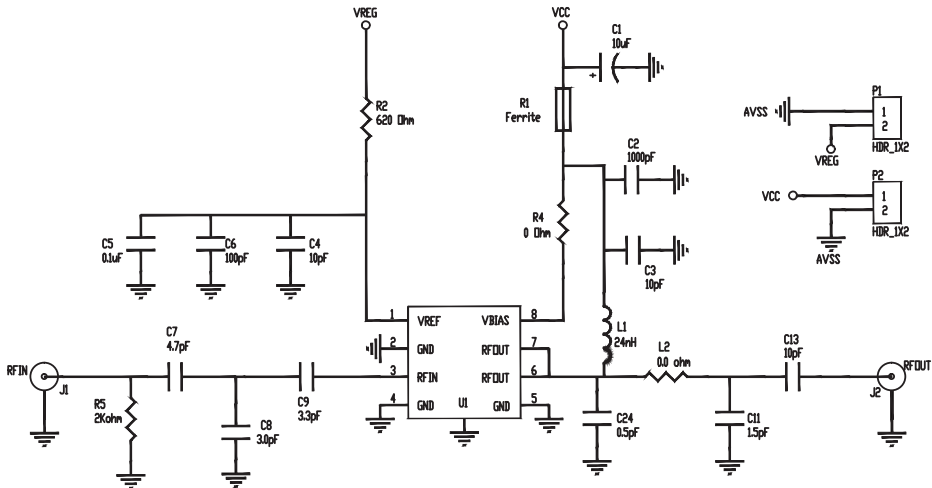 VREG
VCC
C1
10uF
+
R1
Ferrite
R2
620 Ohm
P1
AVSS
1
2
VREG
HDR_1X2
C2
1000pF
P2
VCC
1
2
HDR_1X2
AVSS
R4
0 Ohm
C5
0.1uF
C6
100pF
C4
10pF
C3
10pF
1
VREF
VBIAS
8
2
GND
RFOUT
7
3
RFIN
RFOUT
6
4
GND
U1
GND
5
L1
24nH
L2
0.0 ohm
C7
4.7pF
C13
10pF
RFIN
J1
RFOUT
J2
R5
2Kohm
C9
3.3pF
C8
3.0pF
C24
0.5pF
C11
1.5pF